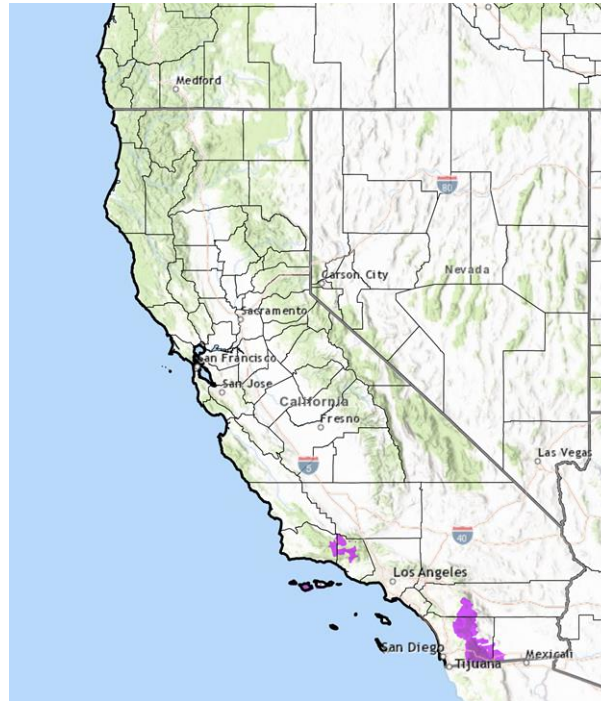 Medford
80
Carson City
Nevada
Sacramento
San Francisco
San Jose
California
Fresno
Las Vegas
5
40
Los Angeles
San Diego
Mexicali
Tijuana